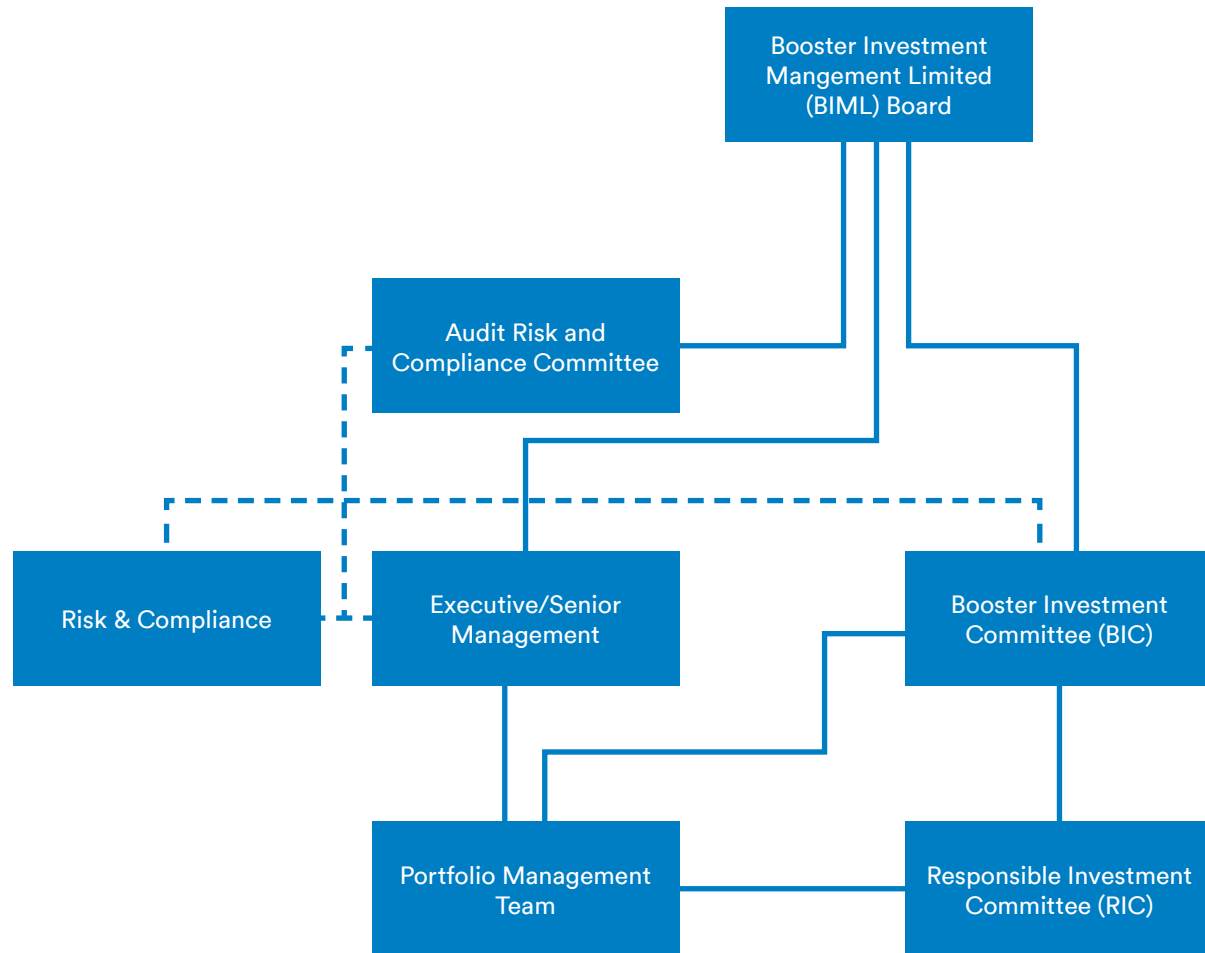 Booster Investment
Mangement Limited
(BIML) Board
Audit Risk and
Compliance Committee
Risk & Compliance
Executive/Senior
Management
Booster Investment
Committee (BIC)
Portfolio Management
Team
Responsible Investment
Committee (RIC)